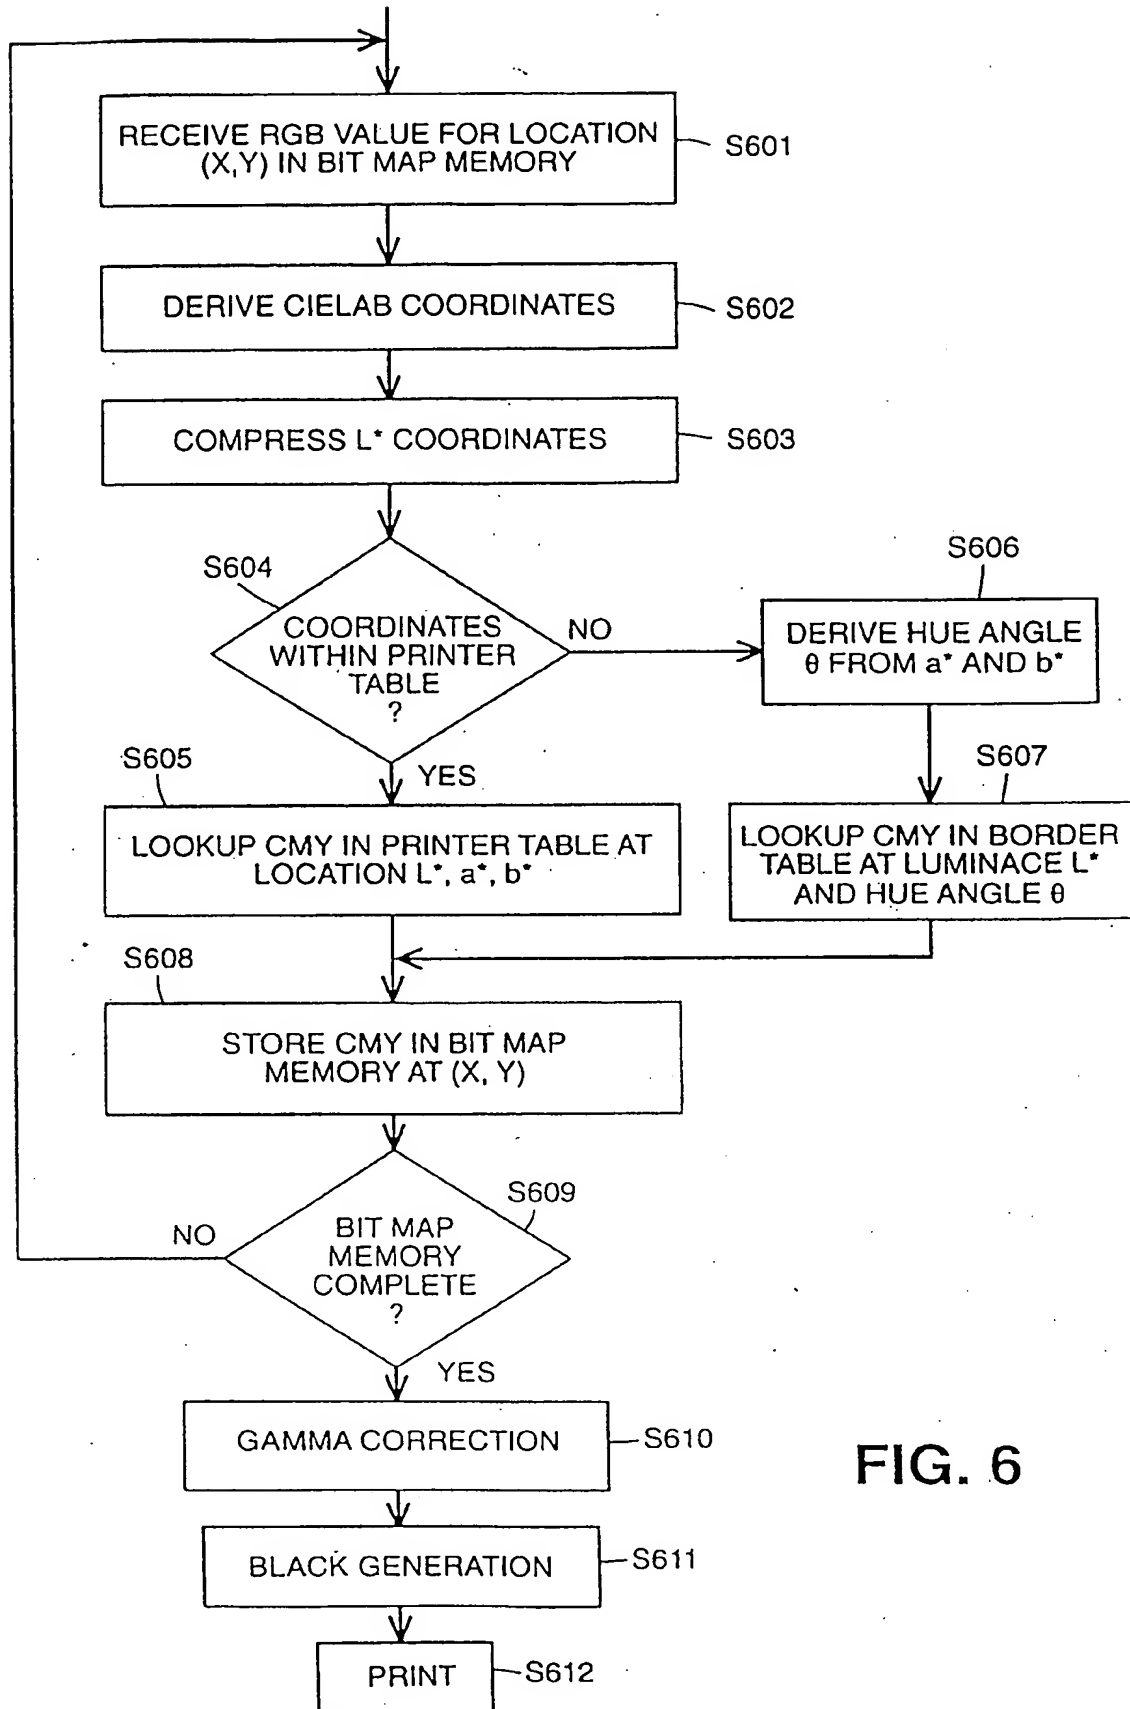 RECEIVE RGB VALUE FOR LOCATION
(X,Y) IN BIT MAP MEMORY
S601
DERIVE CIELAB COORDINATES
S602
COMPRESS L* COORDINATES
S603
S604
COORDINATES
WITHIN PRINTER
TABLE
?
NO
S606
DERIVE HUE ANGLE
θ FROM a* AND b*
YES
S605
LOOKUP CMY IN PRINTER TABLE AT
LOCATION L*, a*, b*
S607
LOOKUP CMY IN BORDER
TABLE AT LUMINACE L*
AND HUE ANGLE θ
S608
STORE CMY IN BIT MAP
MEMORY AT (X, Y)
S609
BIT MAP
MEMORY
COMPLETE
?
NO
YES
GAMMA CORRECTION
S610
BLACK GENERATION
S611
PRINT
S612
FIG. 6